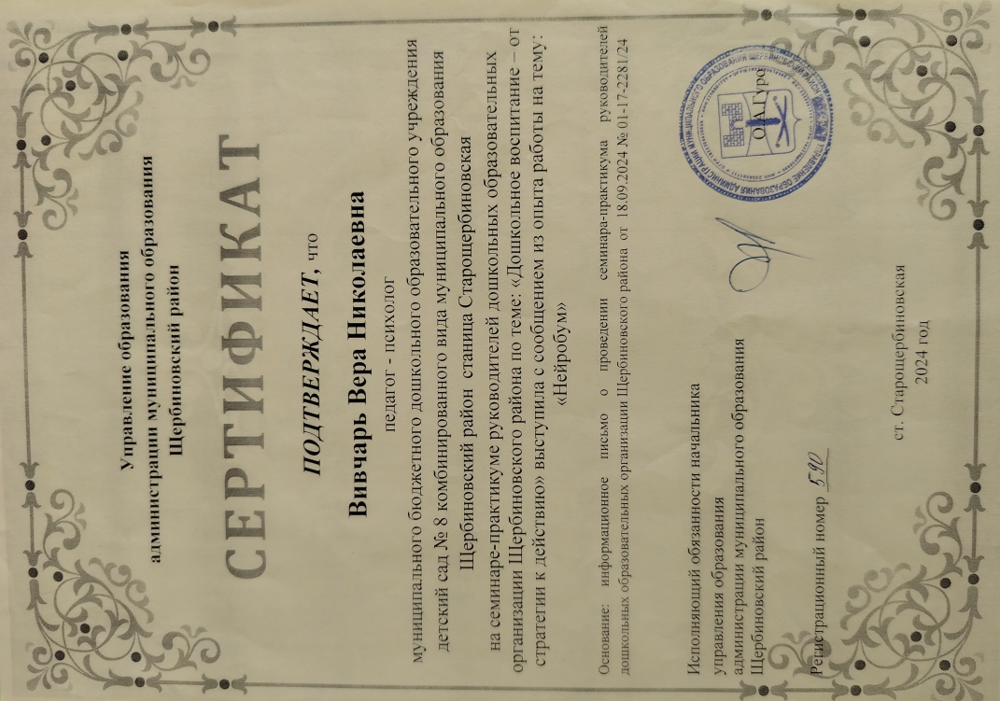 Управление образования
администрации муниципального образования
Щербиновский район
СЕРТИФИКАТ
ПОДТВЕРЖДАЕТ, что
Вивчарь Вера Николаевна
педагог - психолог
муниципального бюджетного дошкольного образовательного учреждения
детский сад № 8 комбинированного вида муниципального образования
Щербиновский район станица Старощербиновская
на семинаре-практикуме руководителей дошкольных образовательных
организации Щербиновского района по теме: «Дошкольное воспитание – от
стратегии к действию» выступила с сообщением из опыта работы на тему:
«Нейробум»
Основание: информационное письмо о проведении семинара-практикума руководителей
дошкольных образовательных организации Щербиновского района от 18.09.2024 № 01-17-2281/24
Исполняющий обязанности начальника
управления образования
администрации муниципального образования
Щербиновский район
Регистрационный номер 590
ст. Старощербиновская
2024 год